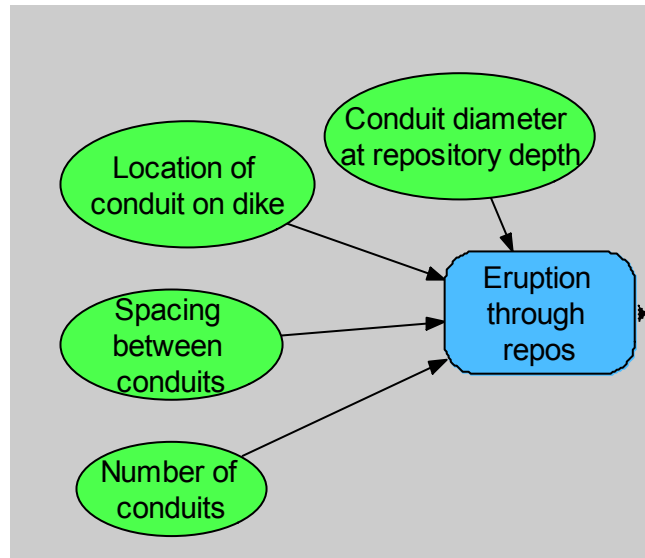 Conduit diameter
at repository depth
Location of
conduit on dike
Eruption
through
repos
Spacing
between
conduits
Number of
conduits